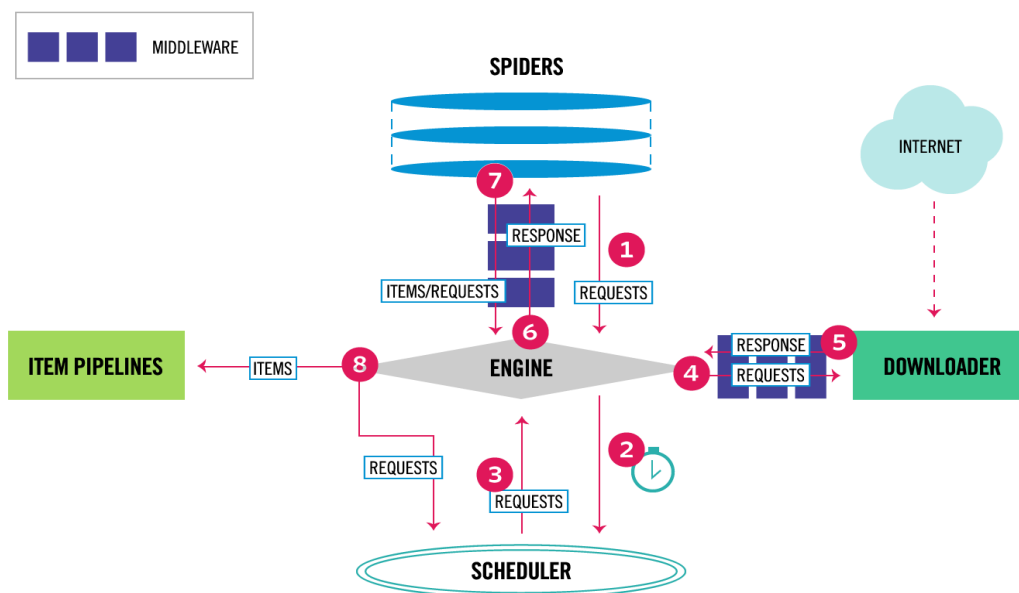 MIDDLEWARE
SPIDERS
INTERNET
7
RESPONSE
1
ITEMS/REQUESTS
REQUESTS
6
5
RESPONSE
ITEM PIPELINES
ITEMS
8
ENGINE
4
REQUESTS
DOWNLOADER
2
REQUESTS
3
REQUESTS
SCHEDULER